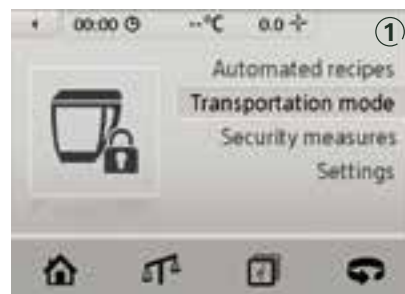 00:00 --°C 0.0 ①
Automated recipes
Transportation mode
Security measures
Settings